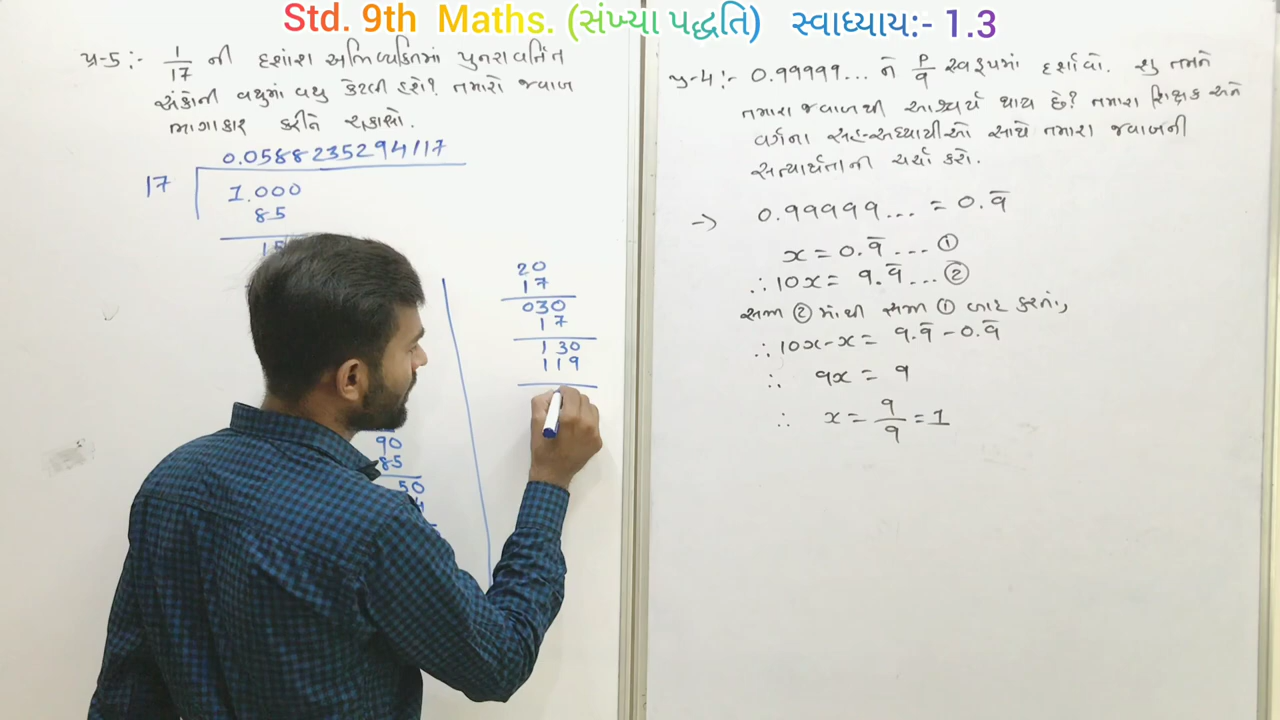 Std. 9th Maths. (સંખ્યા પદ્ધતિ) સ્વાધ્યાય:- 1.3
પ્ર-5:- 1/17 ની દશાંશ અભિવ્યક્તિમાં પુનરાવર્તિત
અંકોની વધુમાં વધુ કેટલી હશે? તમારો જવાબ
ભાગાકાર કરીને ચકાસો.
0.0588235294117
17
1.000
85
15
90
85
50
20
17
030
17
130
119
પ્ર-4:- 0.99999... ને p/q સ્વરૂપમાં દર્શાવો. શુ તમને
તમારા જવાબથી આશ્ચર્ય થાય છે? તમારા શિક્ષક અને
વર્ગના સહ-અધ્યાયીઓ સાથે તમારા જવાબની
સત્યાર્થતાની ચર્ચા કરો.
→ 0.99999... = 0.9̅
x = 0.9̅ ... ①
∴ 10x = 9.9̅ ... ②
② માંથી ① બાદ કરતાં,
∴ 10x-x = 9.9̅ - 0.9̅
∴ 9x = 9
∴ x = 9/9 = 1